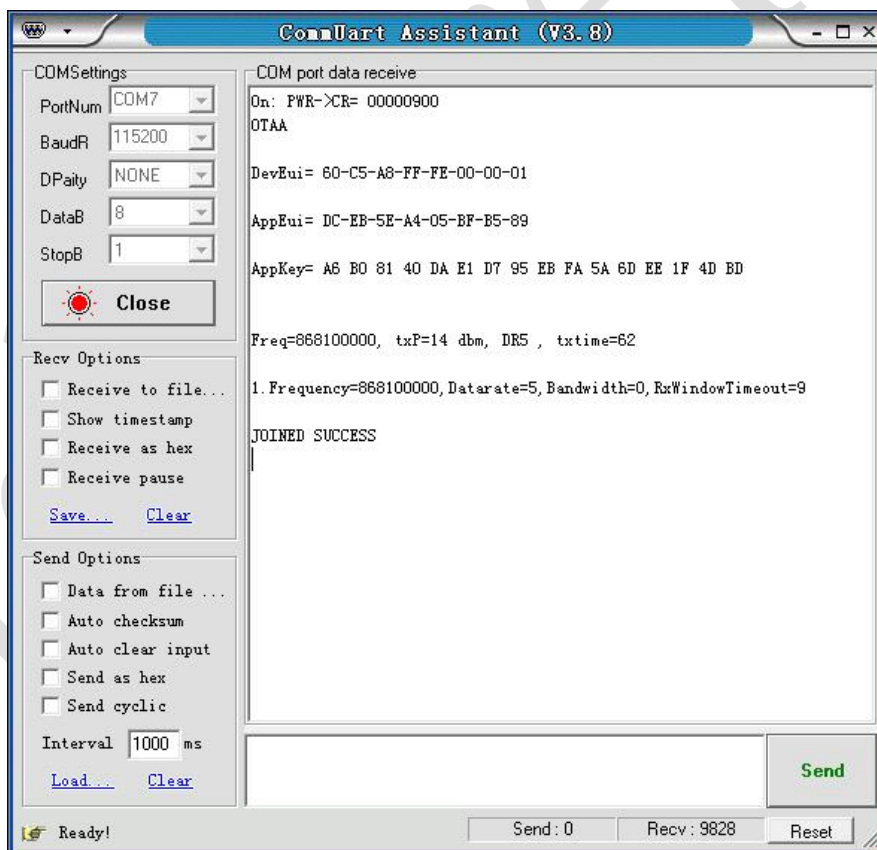 CommUart Assistant (V3.8)
COMSettings
PortNum COM7
BaudR 115200
DPaity NONE
DataB 8
StopB 1
Close
Recv Options
Receive to file...
Show timestamp
Receive as hex
Receive pause
Save... Clear
Send Options
Data from file ...
Auto checksum
Auto clear input
Send as hex
Send cyclic
Interval 1000 ms
Load... Clear
COM port data receive
On: PWR->CR= 00000900
OTAA
DevEui= 60-C5-A8-FF-FE-00-00-01
AppEui= DC-EB-5E-A4-05-BF-B5-89
AppKey= A6 B0 81 40 DA E1 D7 95 EB FA 5A 6D EE 1F 4D BD
Freq=868100000, txP=14 dbm, DR5 , txtime=62
1.Frequency=868100000,Datarate=5,Bandwidth=0,RxWindowTimeout=9
JOINED SUCCESS
Send
Ready!
Send : 0
Recv : 9828
Reset